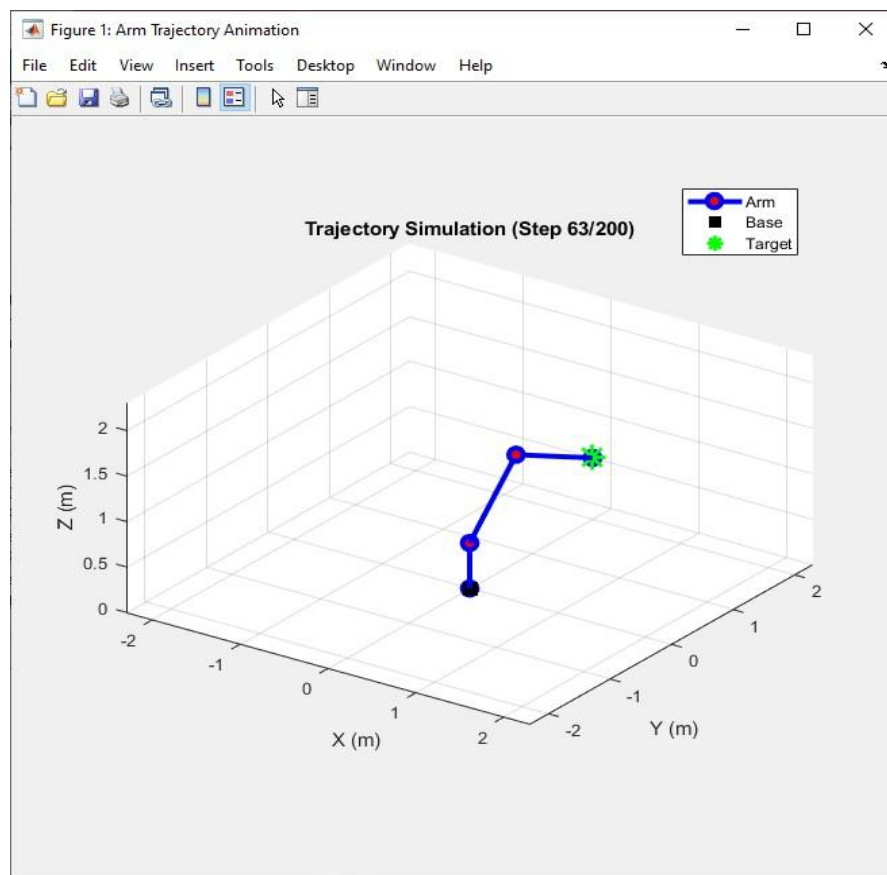 Figure 1: Arm Trajectory Animation
File Edit View Insert Tools Desktop Window Help
Trajectory Simulation (Step 63/200)
Arm
Base
Target
2
1.5
1
0.5
0
Z (m)
-2
-1
0
1
2
X (m)
-2
-1
0
1
2
Y (m)